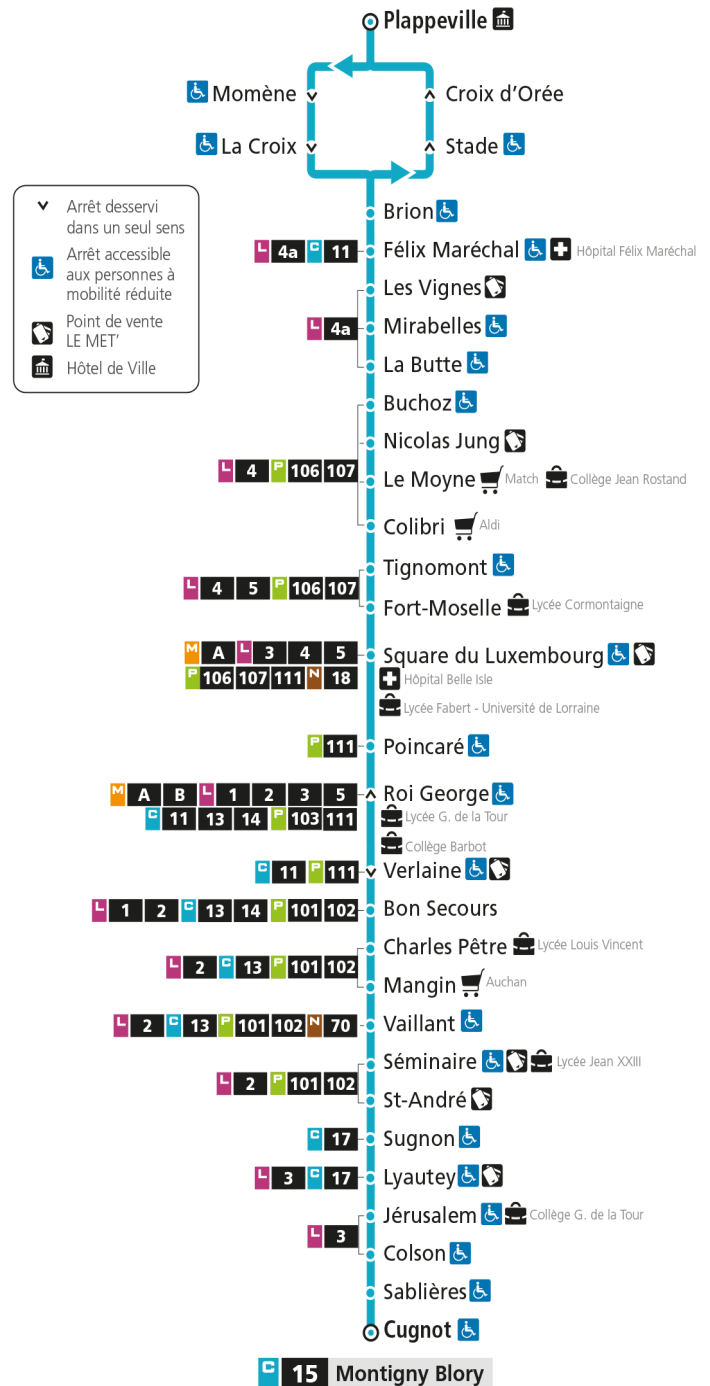 Plappeville
Momène
Croix d'Orée
La Croix
Stade
Arrêt desservi
dans un seul sens
Arrêt accessible
aux personnes à
mobilité réduite
Point de vente
LE MET'
Hôtel de Ville
Brion
L 4a C 11 Félix Maréchal Hôpital Félix Maréchal
Les Vignes
L 4a Mirabelles
La Butte
Buchoz
Nicolas Jung
L 4 P 106 107
Le Moyne Match Collège Jean Rostand
Colibri Aldi
Tignomont
L 4 5 P 106 107
Fort-Moselle Lycée Cormontaigne
M A L 3 4 5 Square du Luxembourg
P 106 107 111 N 18 Hôpital Belle Isle
Lycée Fabert - Université de Lorraine
P 111 Poincaré
M A B L 1 2 3 5 Roi George
C 11 13 14 P 103 111 Lycée G. de la Tour
Collège Barbot
C 11 P 111 Verlaine
L 1 2 C 13 14 P 101 102 Bon Secours
Charles Pêtre Lycée Louis Vincent
L 2 C 13 P 101 102
Mangin Auchan
L 2 C 13 P 101 102 N 70 Vaillant
Séminaire Lycée Jean XXIII
L 2 P 101 102
St-André
C 17 Sugnon
L 3 C 17 Lyautey
Jérusalem Collège G. de la Tour
L 3
Colson
Sablières
Cugnot
C 15 Montigny Blory